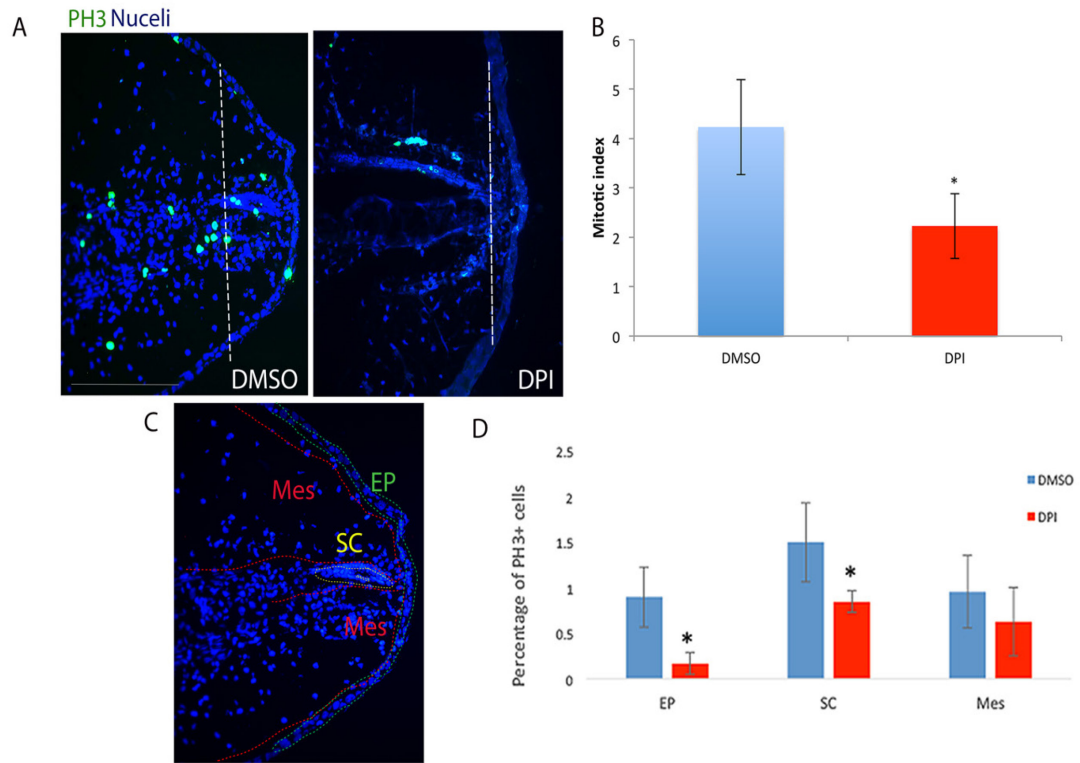 A
PH3 Nuceli
DMSO
DPI
B
Mitotic index
6
5
4
3
2
1
0
*
DMSO
DPI
C
Mes
EP
SC
Mes
D
Percentage of PH3+ cells
2.5
2
1.5
1
0.5
0
*
*
DMSO
DPI
EP
SC
Mes